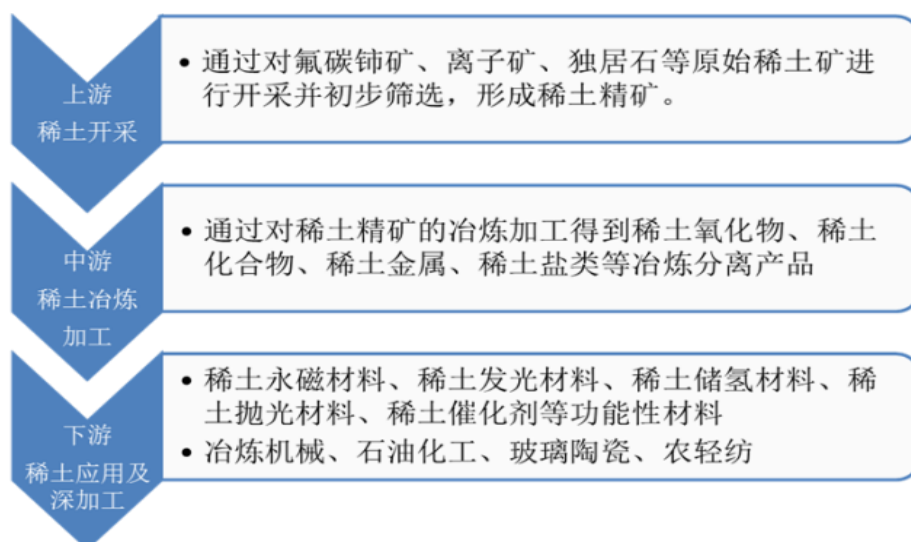 上游
稀土开采
• 通过对氟碳铈矿、离子矿、独居石等原始稀土矿进
行开采并初步筛选，形成稀土精矿。
中游
稀土冶炼
加工
• 通过对稀土精矿的冶炼加工得到稀土氧化物、稀土
化合物、稀土金属、稀土盐类等冶炼分离产品
下游
稀土应用及
深加工
• 稀土永磁材料、稀土发光材料、稀土储氢材料、稀
土抛光材料、稀土催化剂等功能性材料
• 冶炼机械、石油化工、玻璃陶瓷、农轻纺